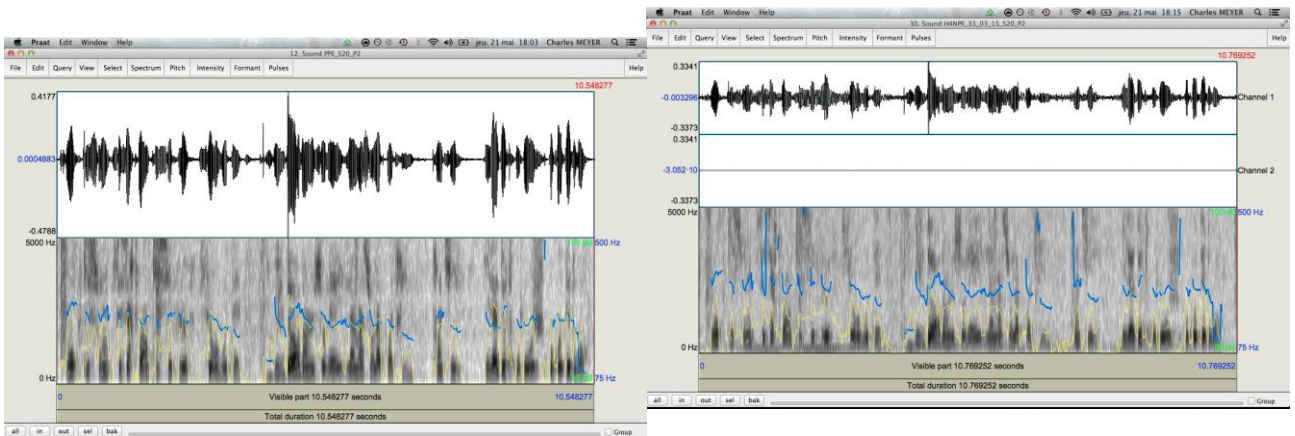 Praat Edit Window Help jeu. 21 mai 18:03 Charles MEYER
12. Sound PPE_S20_P2
File Edit Query View Select Spectrum Pitch Intensity Formant Pulses Help
10.548277
0.4177
0.0004883
-0.4788
5000 Hz
500 Hz
0 Hz
75 Hz
0
Visible part 10.548277 seconds
10.548277
Total duration 10.548277 seconds
all in out sel bak Group
Praat Edit Window Help jeu. 21 mai 18:15 Charles MEYER
30. Sound H4NPE_31_03_15_S20_P2
File Edit Query View Select Spectrum Pitch Intensity Formant Pulses Help
10.769252
0.3341
-0.003296
Channel 1
-0.3373
0.3341
-3.052·10
Channel 2
-0.3373
5000 Hz
500 Hz
0 Hz
75 Hz
0
Visible part 10.769252 seconds
10.769252
Total duration 10.769252 seconds
all in out sel bak Group